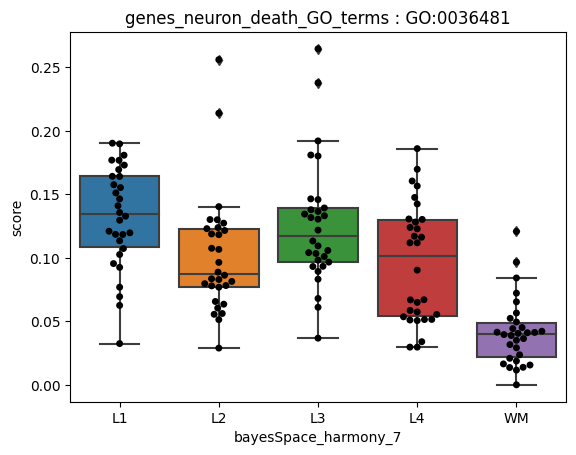 genes_neuron_death_GO_terms : GO:0036481
score
0.25
0.20
0.15
0.10
0.05
0.00
L1 L2 L3 L4 WM
bayesSpace_harmony_7